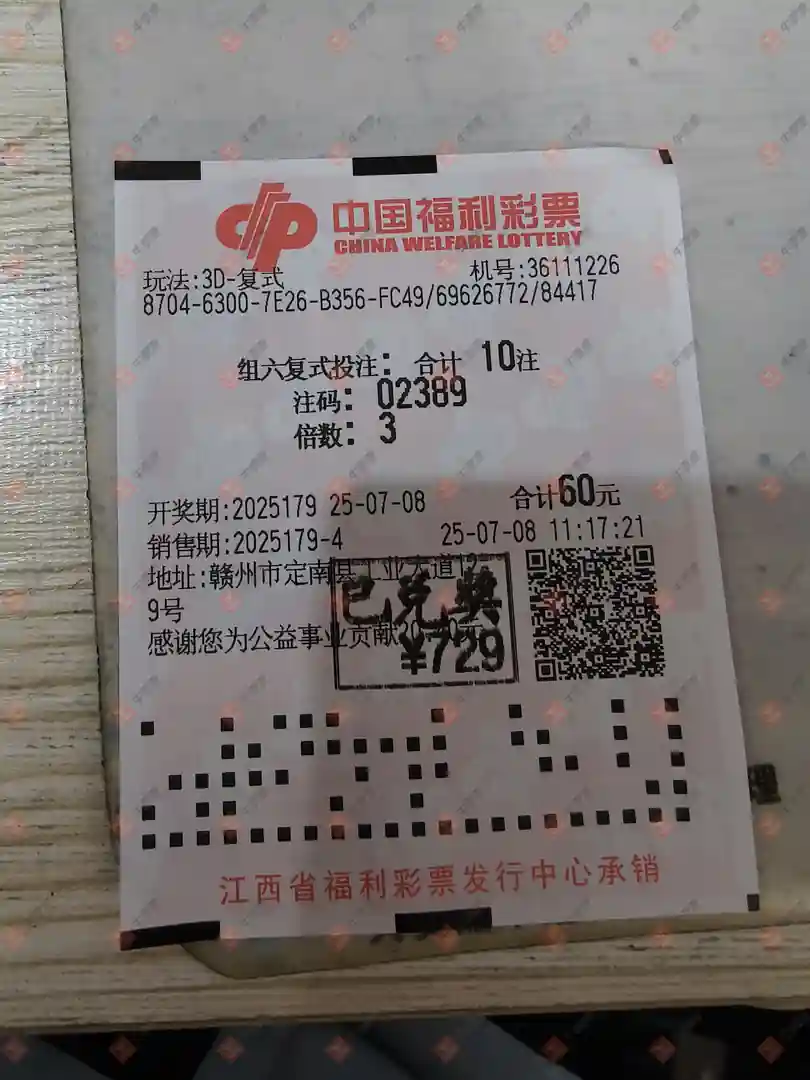 中国福利彩票
CHINA WELFARE LOTTERY
玩法:3D-复式 机号:36111226
8704-6300-7E26-B356-FC49/69626772/84417
组六复式投注: 合计 10注
注码: 02389
倍数: 3
开奖期:2025179 25-07-08 合计60元
销售期:2025179-4 25-07-08 11:17:21
地址:赣州市定南县工业大道12
9号
感谢您为公益事业贡献20.40元
已兑奖
¥729
江西省福利彩票发行中心承销